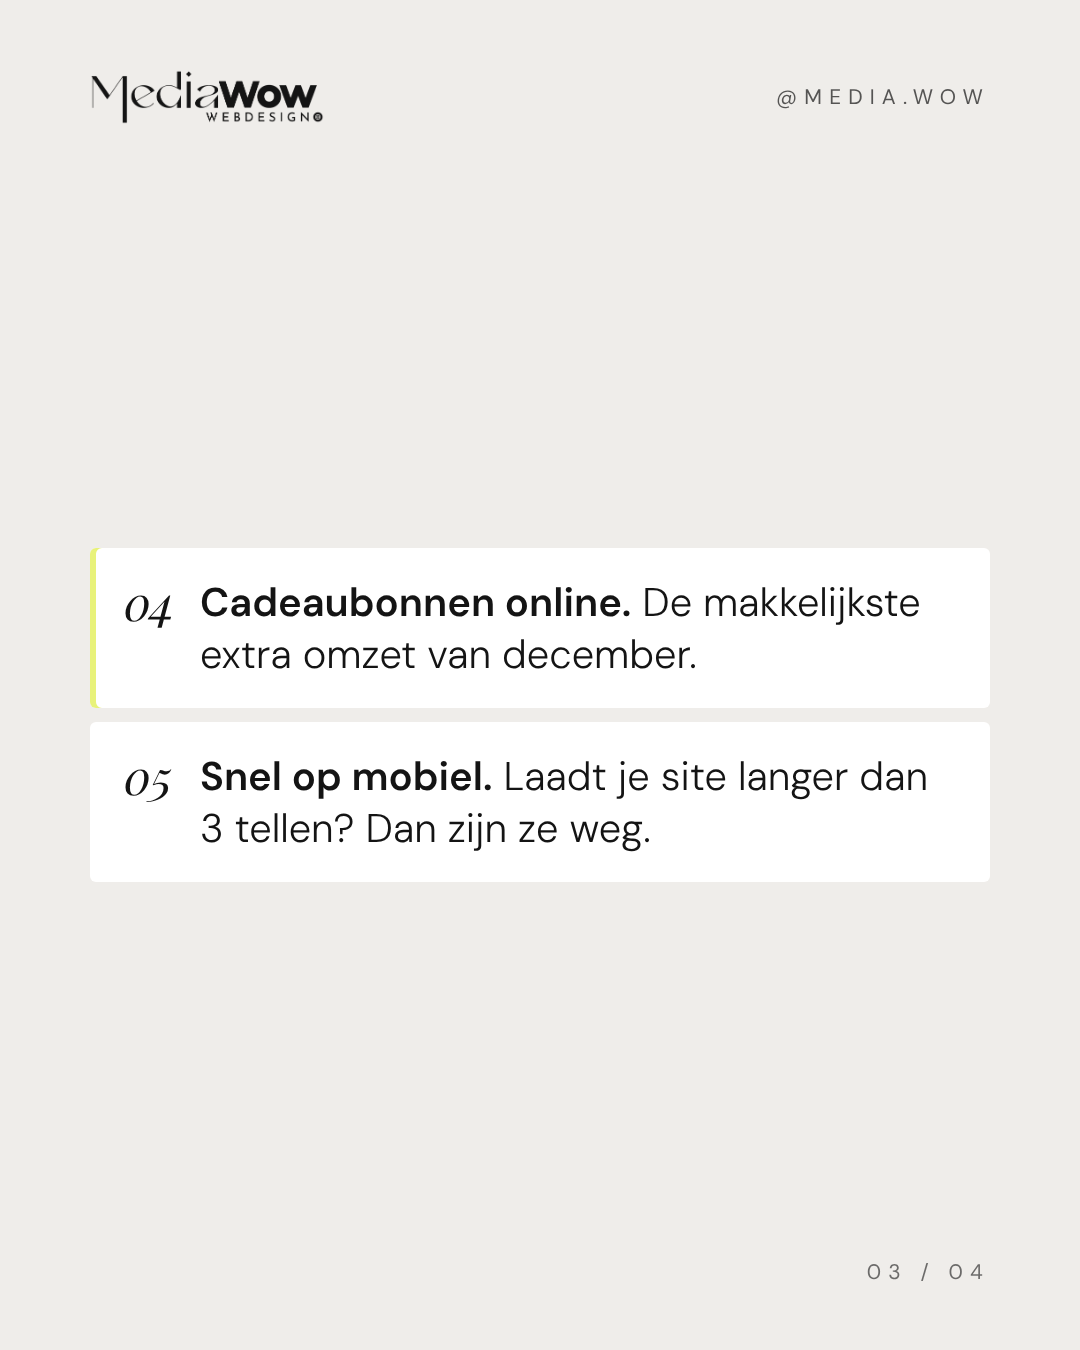 MediaWow
WEBDESIGN
@MEDIA.WOW
04 Cadeaubonnen online. De makkelijkste
extra omzet van december.
05 Snel op mobiel. Laadt je site langer dan
3 tellen? Dan zijn ze weg.
03 / 04